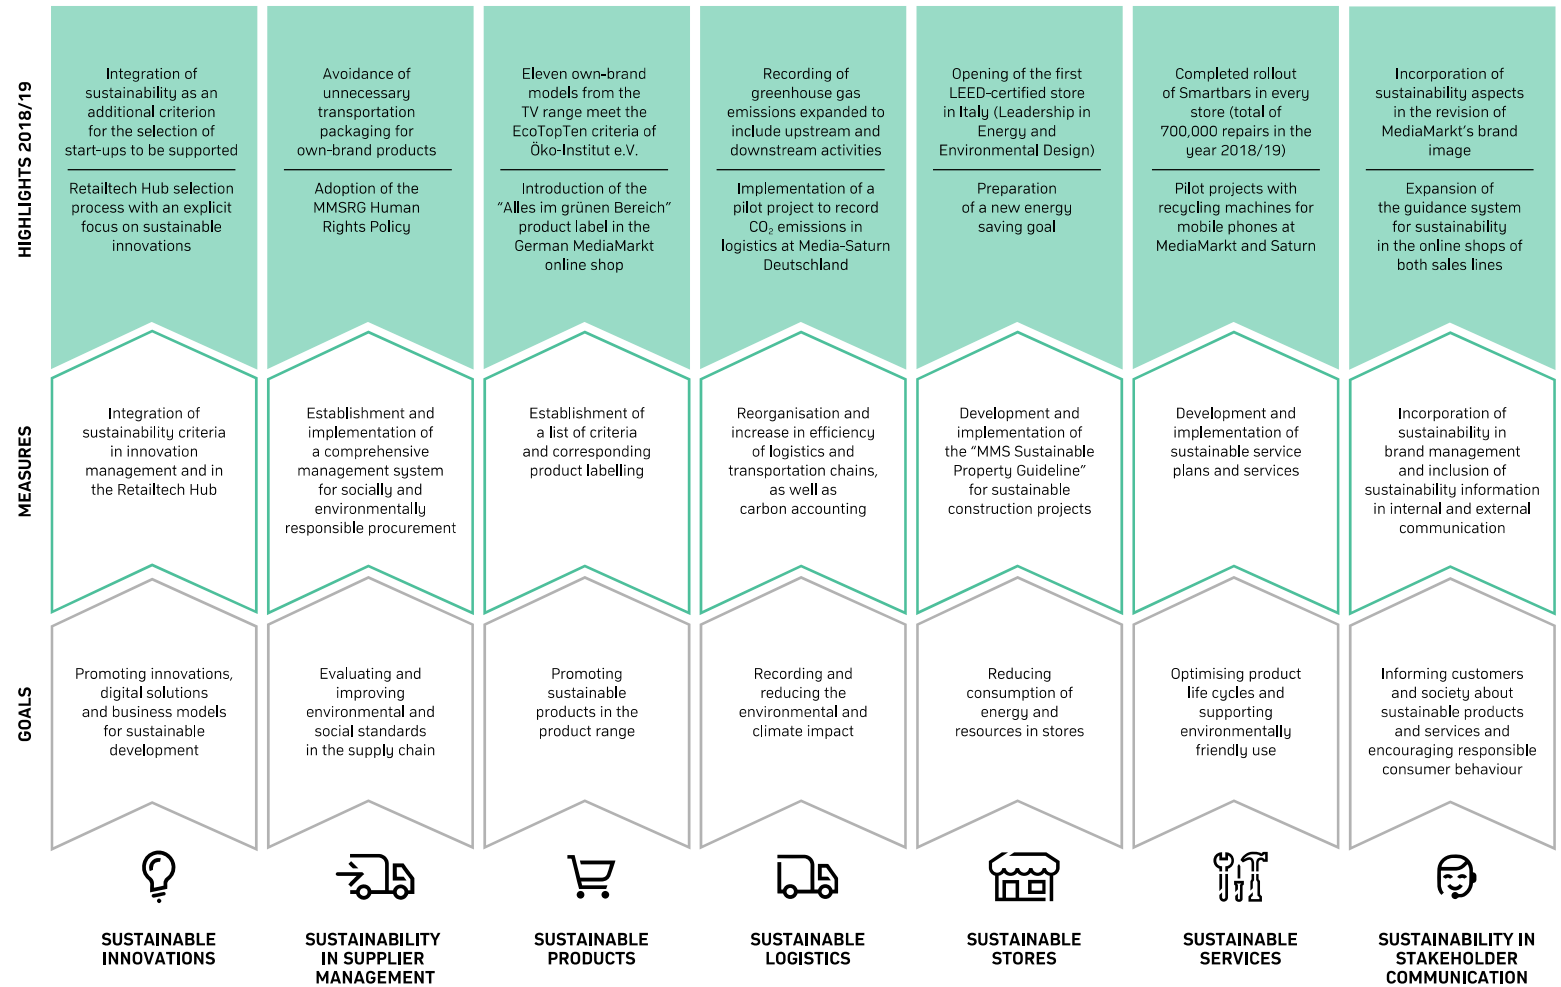 HIGHLIGHTS 2018/19
Integration of
sustainability as an
additional criterion
for the selection of
start-ups to be supported
Retailtech Hub selection
process with an explicit
focus on sustainable
innovations
Avoidance of
unnecessary
transportation
packaging for
own-brand products
Adoption of the
MMSRG Human
Rights Policy
Eleven own-brand
models from the
TV range meet the
EcoTopTen criteria of
Öko-Institut e.V.
Introduction of the
“Alles im grünen Bereich”
product label in the
German MediaMarkt
online shop
Recording of
greenhouse gas
emissions expanded to
include upstream and
downstream activities
Implementation of a
pilot project to record
CO₂ emissions in
logistics at Media-Saturn
Deutschland
Opening of the first
LEED-certified store
in Italy (Leadership in
Energy and
Environmental Design)
Preparation
of a new energy
saving goal
Completed rollout
of Smartbars in every
store (total of
700,000 repairs in the
year 2018/19)
Pilot projects with
recycling machines for
mobile phones at
MediaMarkt and Saturn
Incorporation of
sustainability aspects
in the revision of
MediaMarkt’s brand
image
Expansion of
the guidance system
for sustainability
in the online shops of
both sales lines
MEASURES
Integration of
sustainability criteria
in innovation
management and in
the Retailtech Hub
Establishment and
implementation of
a comprehensive
management system
for socially and
environmentally
responsible procurement
Establishment of
a list of criteria
and corresponding
product labelling
Reorganisation and
increase in efficiency
of logistics and
transportation chains,
as well as
carbon accounting
Development and
implementation of
the “MMS Sustainable
Property Guideline”
for sustainable
construction projects
Development and
implementation of
sustainable service
plans and services
Incorporation of
sustainability in
brand management
and inclusion of
sustainability information
in internal and external
communication
GOALS
Promoting innovations,
digital solutions
and business models
for sustainable
development
Evaluating and
improving
environmental and
social standards
in the supply chain
Promoting
sustainable
products in the
product range
Recording and
reducing the
environmental and
climate impact
Reducing
consumption of
energy and
resources in stores
Optimising product
life cycles and
supporting
environmentally
friendly use
Informing customers
and society about
sustainable products
and services and
encouraging responsible
consumer behaviour
SUSTAINABLE
INNOVATIONS
SUSTAINABILITY
IN SUPPLIER
MANAGEMENT
SUSTAINABLE
PRODUCTS
SUSTAINABLE
LOGISTICS
SUSTAINABLE
STORES
SUSTAINABLE
SERVICES
SUSTAINABILITY IN
STAKEHOLDER
COMMUNICATION